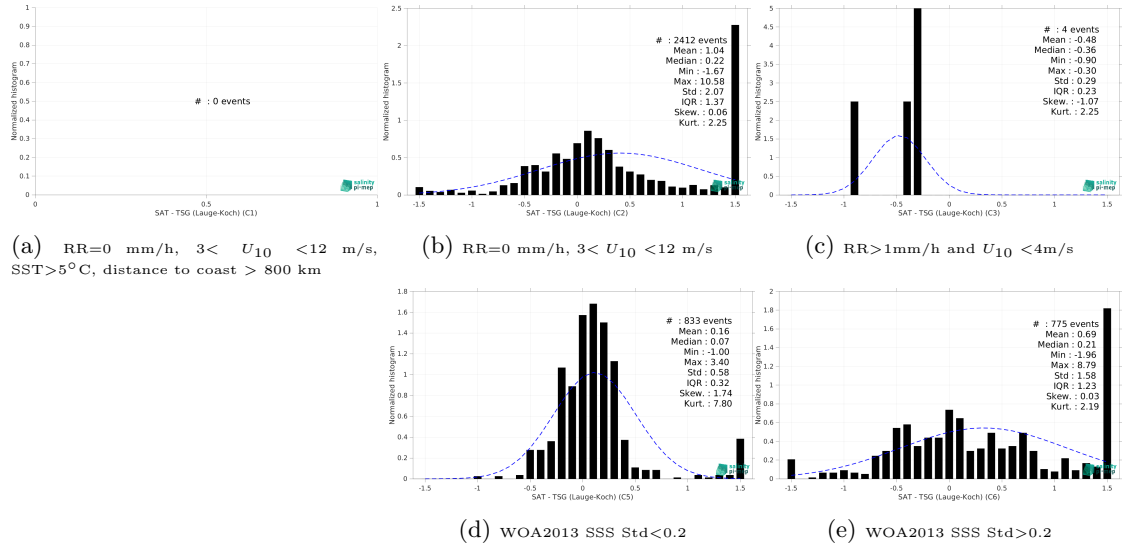 Normalized histogram
1
0.9
0.8
0.7
0.6
0.5
0.4
0.3
0.2
0.1
0
# : 0 events
salinity
pi-mep
0 0.5 1
SAT - TSG (Lauge-Koch) (C1)
(a) RR=0 mm/h, 3< U10 <12 m/s,
SST>5°C, distance to coast > 800 km
Normalized histogram
2.5
2
1.5
1
0.5
0
# : 2412 events
Mean : 1.04
Median : 0.22
Min : -1.67
Max : 10.58
Std : 2.07
IQR : 1.37
Skew. : 0.06
Kurt. : 2.25
salinity
pi-mep
-1.5 -1 -0.5 0 0.5 1 1.5
SAT - TSG (Lauge-Koch) (C2)
(b) RR=0 mm/h, 3< U10 <12 m/s
Normalized histogram
5
4.5
4
3.5
3
2.5
2
1.5
1
0.5
0
# : 4 events
Mean : -0.48
Median : -0.36
Min : -0.90
Max : -0.30
Std : 0.29
IQR : 0.23
Skew. : -1.07
Kurt. : 2.25
salinity
pi-mep
-1.5 -1 -0.5 0 0.5 1 1.5
SAT - TSG (Lauge-Koch) (C3)
(c) RR>1mm/h and U10 <4m/s
Normalized histogram
1.8
1.6
1.4
1.2
1
0.8
0.6
0.4
0.2
0
# : 833 events
Mean : 0.16
Median : 0.07
Min : -1.00
Max : 3.40
Std : 0.58
IQR : 0.32
Skew. : 1.74
Kurt. : 7.80
salinity
pi-mep
-1.5 -1 -0.5 0 0.5 1 1.5
SAT - TSG (Lauge-Koch) (C5)
(d) WOA2013 SSS Std<0.2
Normalized histogram
2
1.8
1.6
1.4
1.2
1
0.8
0.6
0.4
0.2
0
# : 775 events
Mean : 0.69
Median : 0.21
Min : -1.96
Max : 8.79
Std : 1.58
IQR : 1.23
Skew. : 0.03
Kurt. : 2.19
salinity
pi-mep
-1.5 -1 -0.5 0 0.5 1 1.5
SAT - TSG (Lauge-Koch) (C6)
(e) WOA2013 SSS Std>0.2